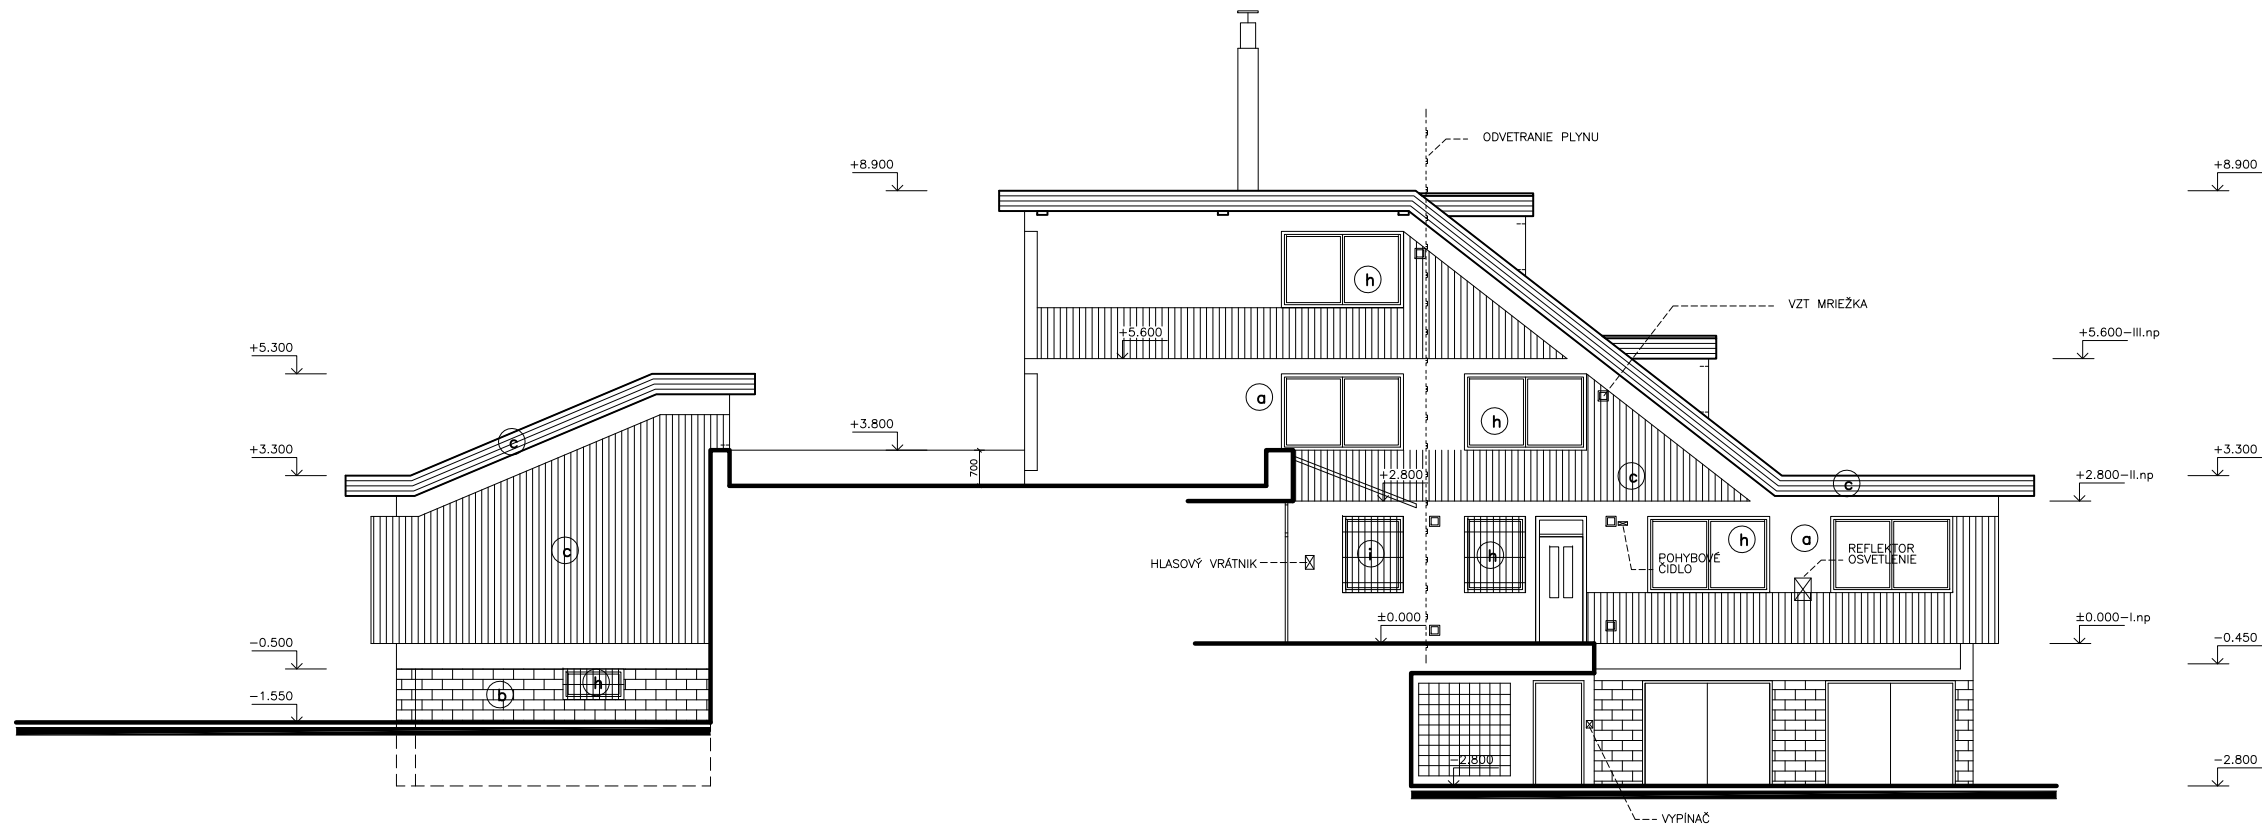 ODVETRANIE PLYNU
+8.900
+8.900
h
VZT MRIEŽKA
+5.600
+5.600-III.np
+5.300
a
h
c
+3.800
+3.300
700
+2.800
c
c
+3.300
+2.800-II.np
c
HLASOVÝ VRÁTNIK
i
h
POHYBOVÉ
ČIDLO
h
a
REFLEKTOR
OSVETLENIE
±0.000
±0.000-I.np
-0.500
-0.450
h
b
-1.550
-2.800
-2.800
VYPÍNAČ